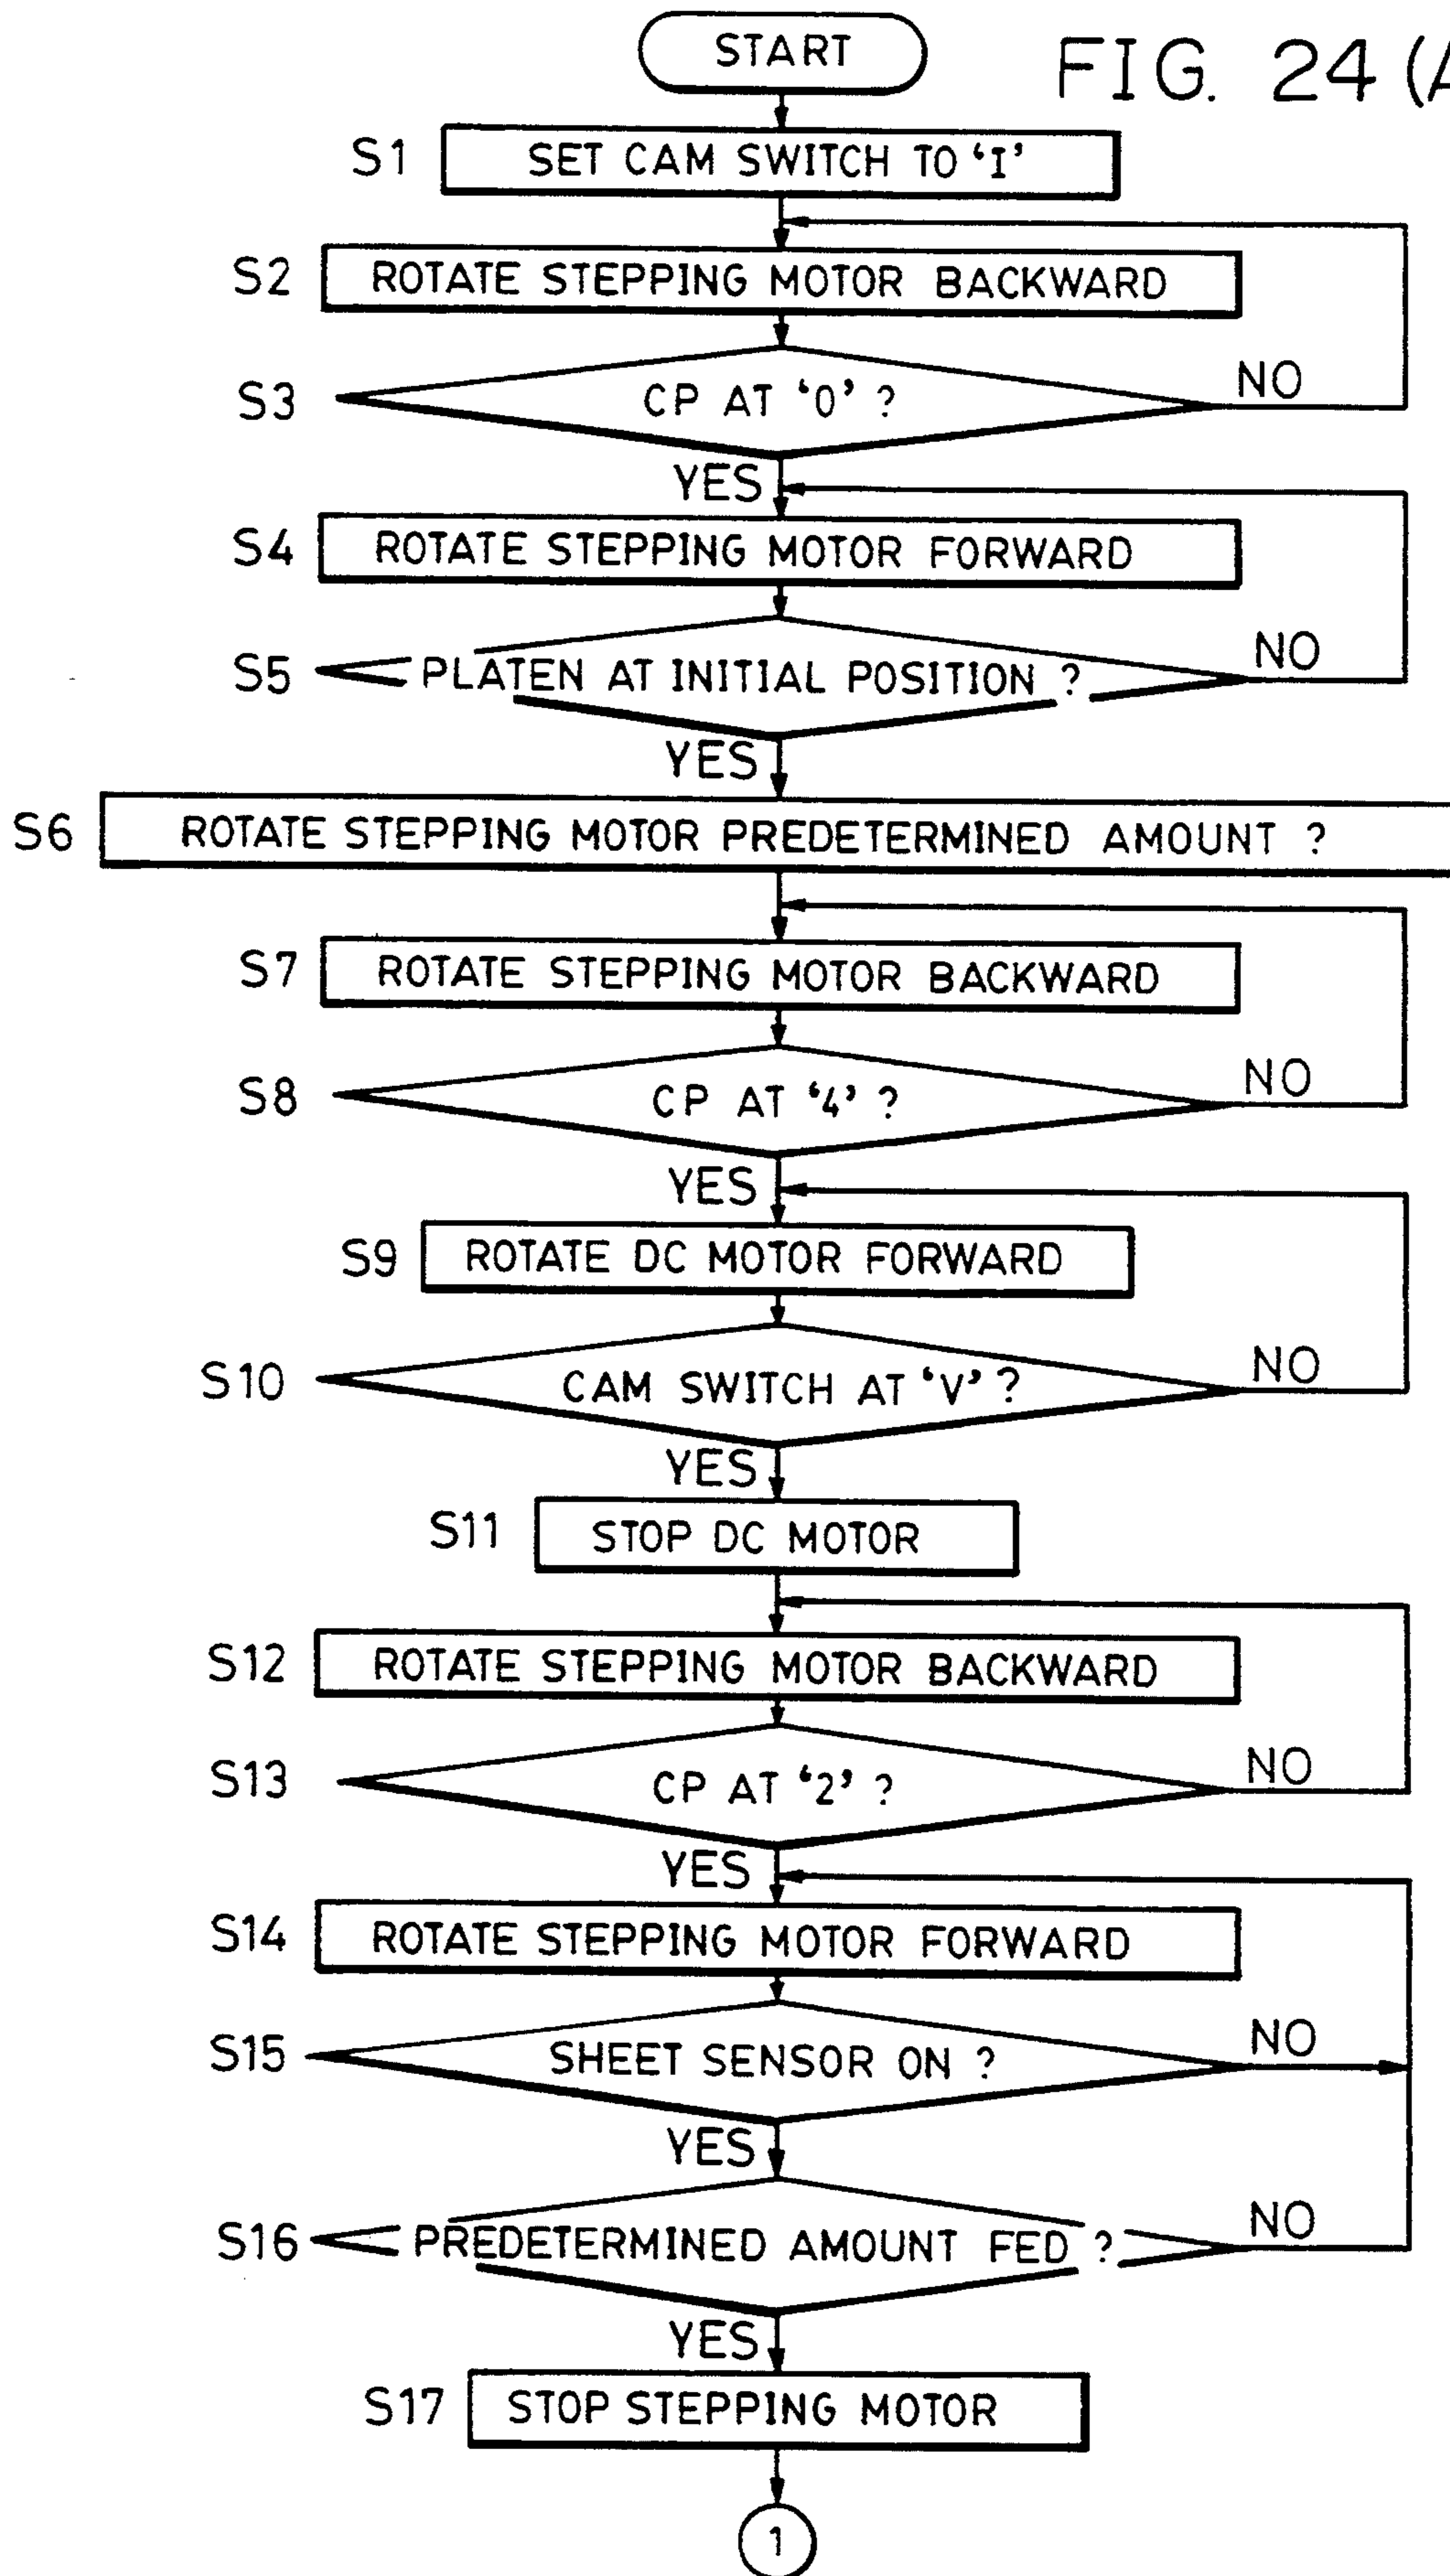 START
FIG. 24 (A
S1 SET CAM SWITCH TO 'I'
S2 ROTATE STEPPING MOTOR BACKWARD
S3 CP AT '0' ? NO
YES
S4 ROTATE STEPPING MOTOR FORWARD
S5 PLATEN AT INITIAL POSITION ? NO
YES
S6 ROTATE STEPPING MOTOR PREDETERMINED AMOUNT ?
S7 ROTATE STEPPING MOTOR BACKWARD
S8 CP AT '4' ? NO
YES
S9 ROTATE DC MOTOR FORWARD
S10 CAM SWITCH AT 'V' ? NO
YES
S11 STOP DC MOTOR
S12 ROTATE STEPPING MOTOR BACKWARD
S13 CP AT '2' ? NO
YES
S14 ROTATE STEPPING MOTOR FORWARD
S15 SHEET SENSOR ON ? NO
YES
S16 PREDETERMINED AMOUNT FED ? NO
YES
S17 STOP STEPPING MOTOR
1